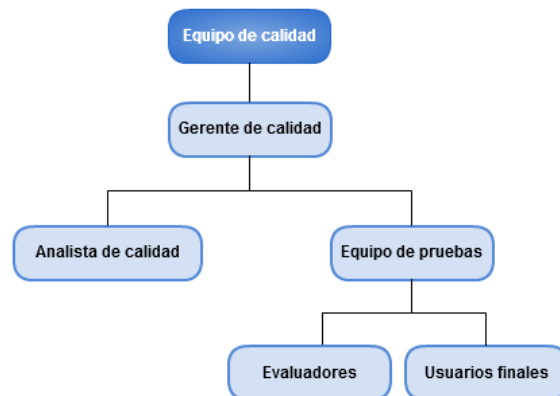 Equipo de calidad
Gerente de calidad
Analista de calidad
Equipo de pruebas
Evaluadores
Usuarios finales